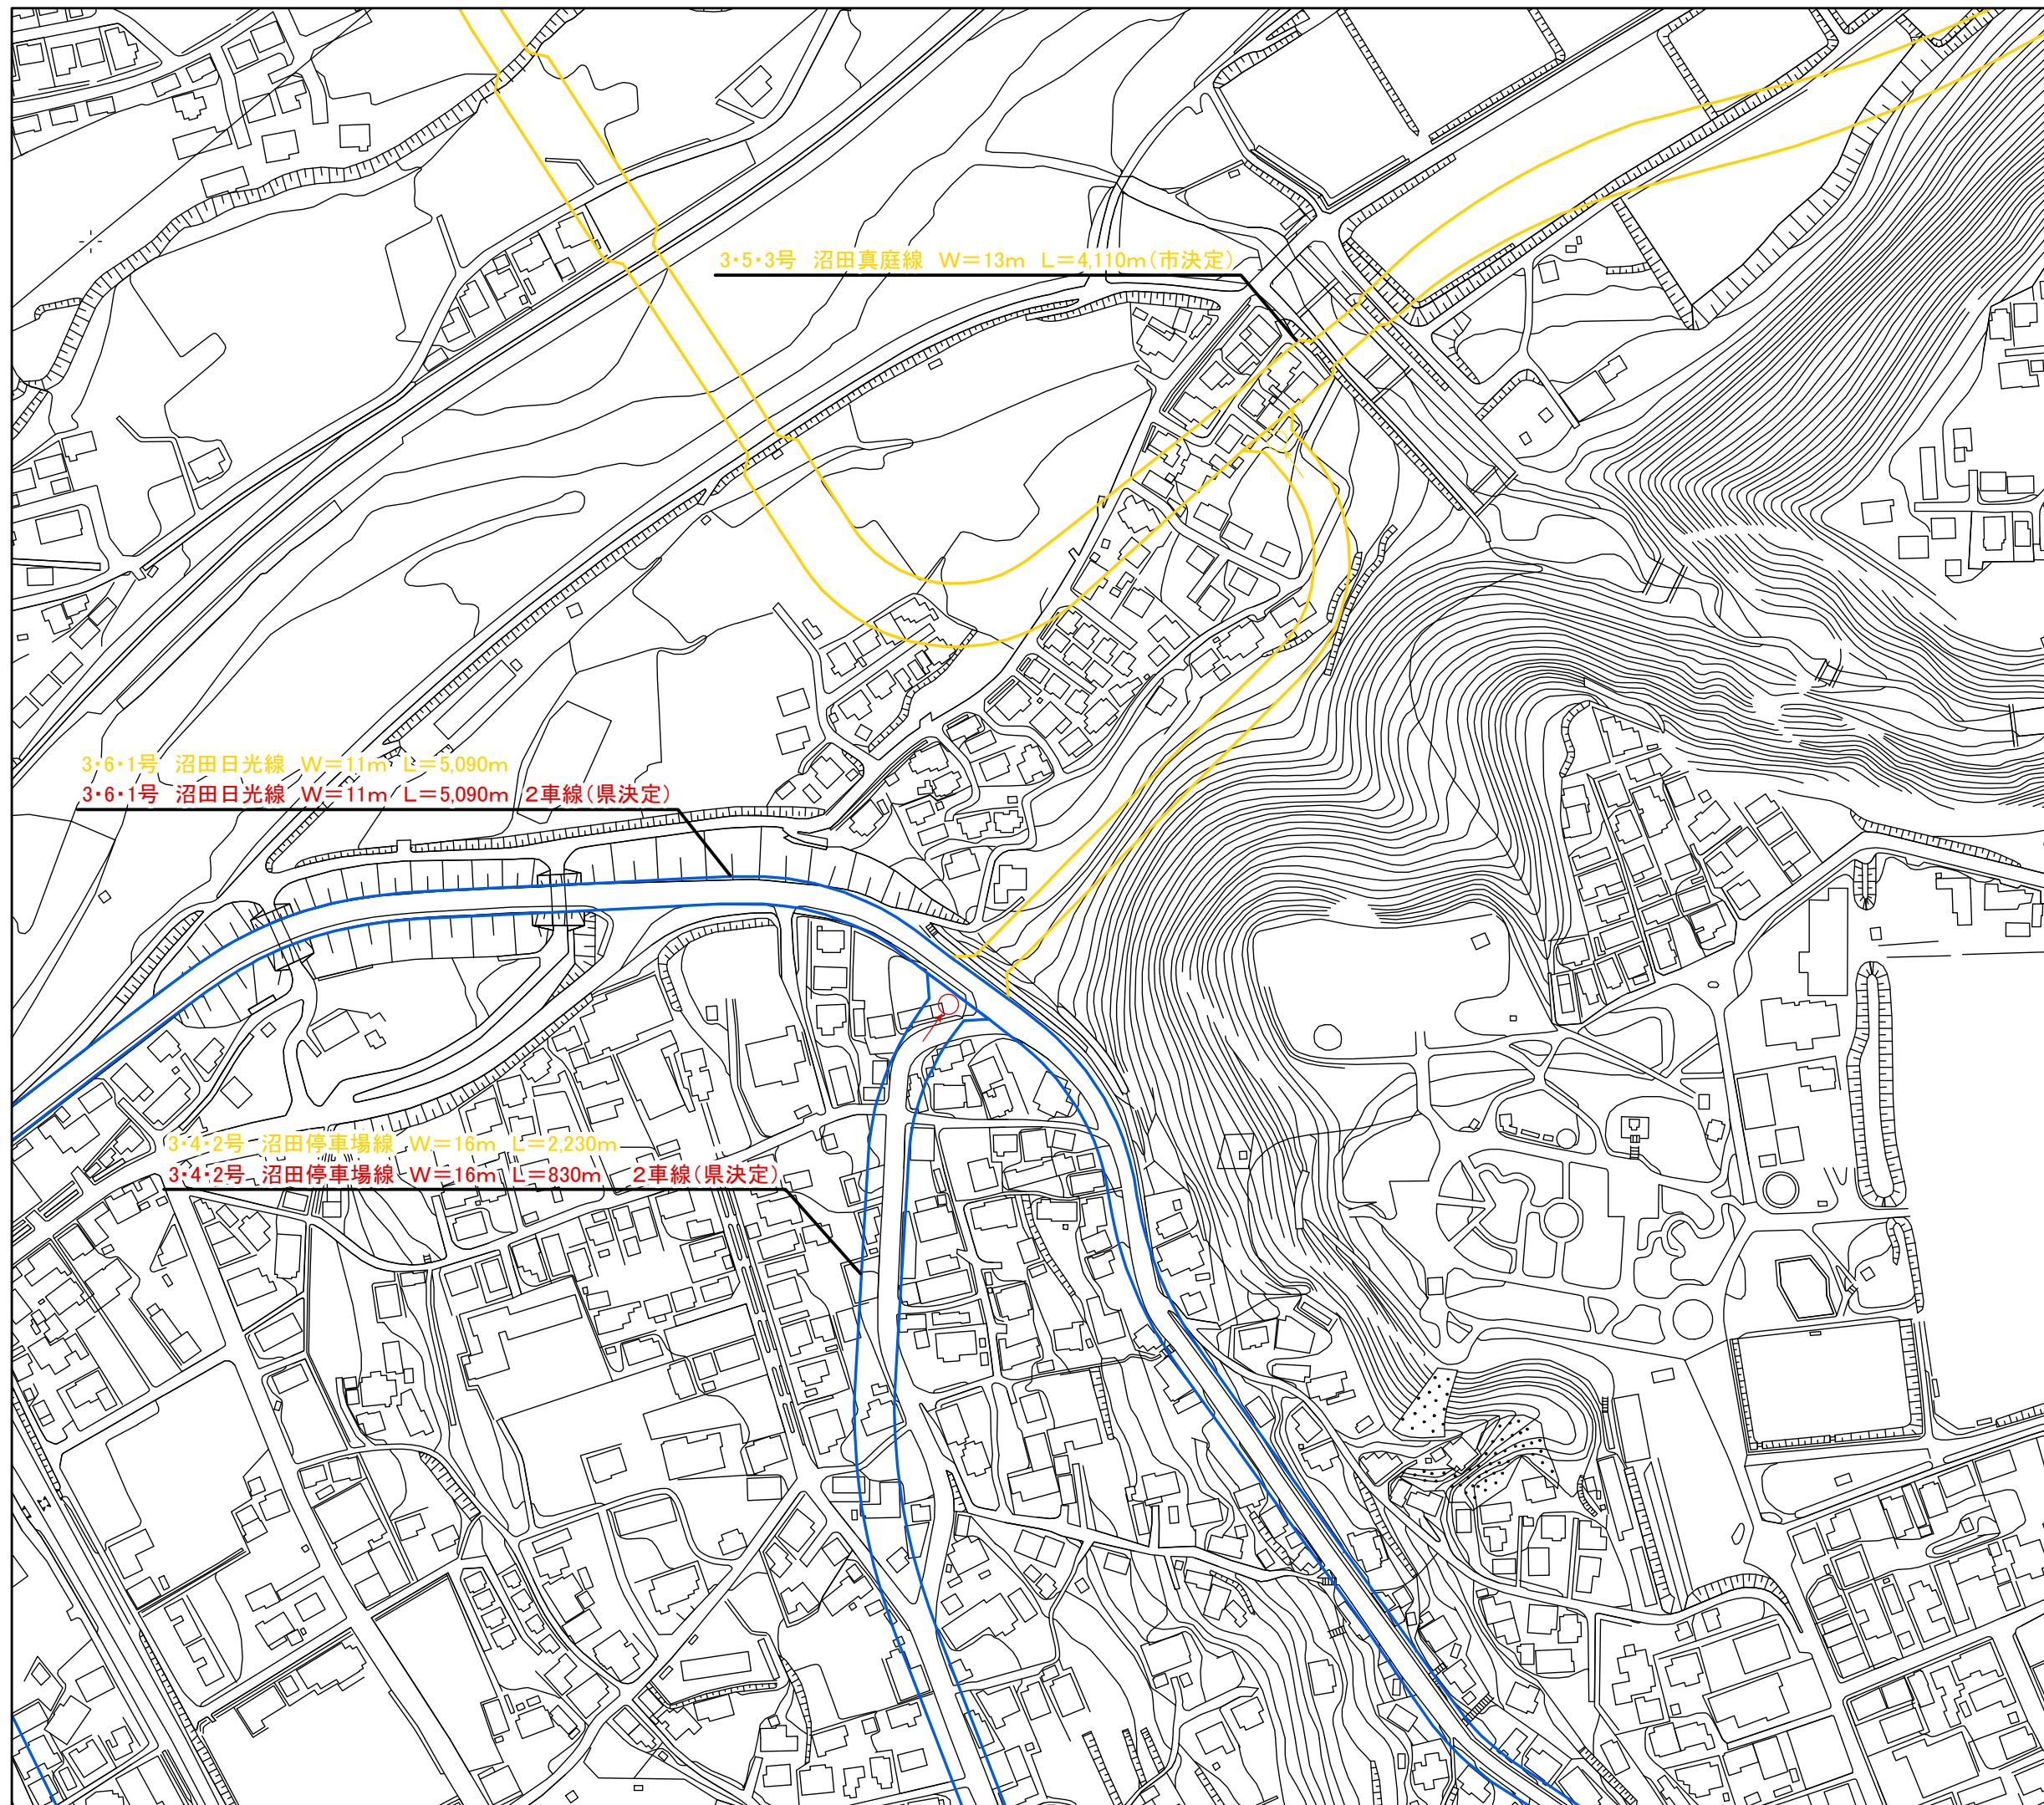 3・5・3号　沼田真庭線　W＝13m　L＝4,110m(市決定)
3・6・1号　沼田日光線　W＝11m　L＝5,090m
3・6・1号　沼田日光線　W＝11m　L＝5,090m　2車線(県決定)
3・4・2号　沼田停車場線　W＝16m　L＝2,230m
3・4・2号　沼田停車場線　W＝16m　L＝830m　2車線(県決定)